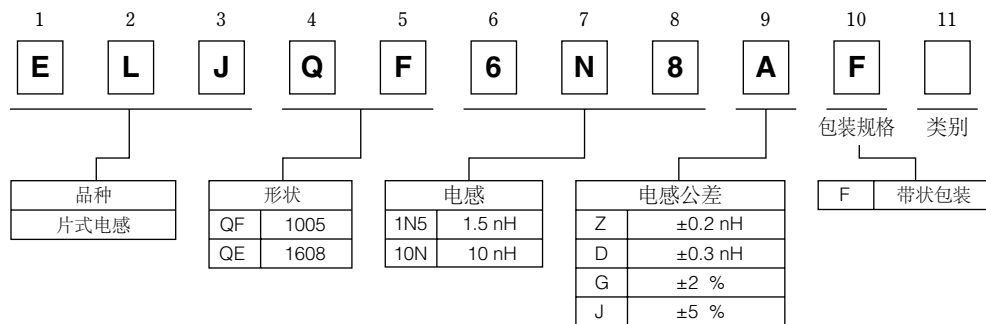 1 2 3 4 5 6 7 8 9 10 11
E L J Q F 6 N 8 A F
包装规格 类别
品种
片式电感
形状
QF 1005
QE 1608
电感
1N5 1.5 nH
10N 10 nH
电感公差
Z ±0.2 nH
D ±0.3 nH
G ±2 %
J ±5 %
F 带状包装